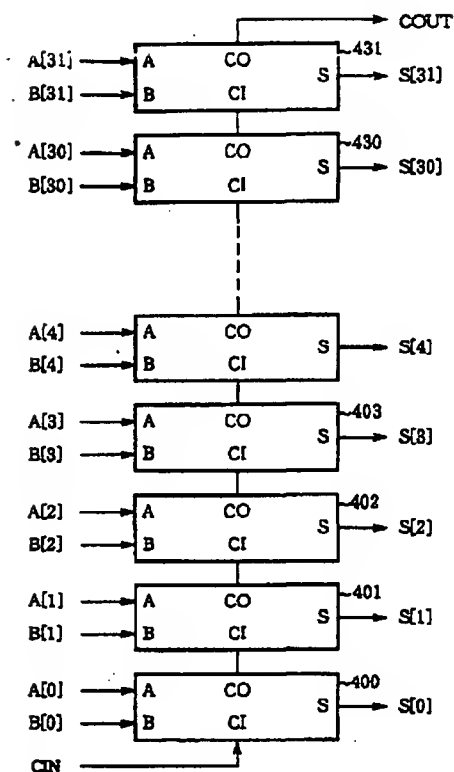 COUT
431
A[31] A CO S S[31]
B[31] B CI
430
A[30] A CO S S[30]
B[30] B CI
A[4] A CO S S[4]
B[4] B CI
403
A[3] A CO S S[8]
B[3] B CI
402
A[2] A CO S S[2]
B[2] B CI
401
A[1] A CO S S[1]
B[1] B CI
400
A[0] A CO S S[0]
B[0] B CI
CIN